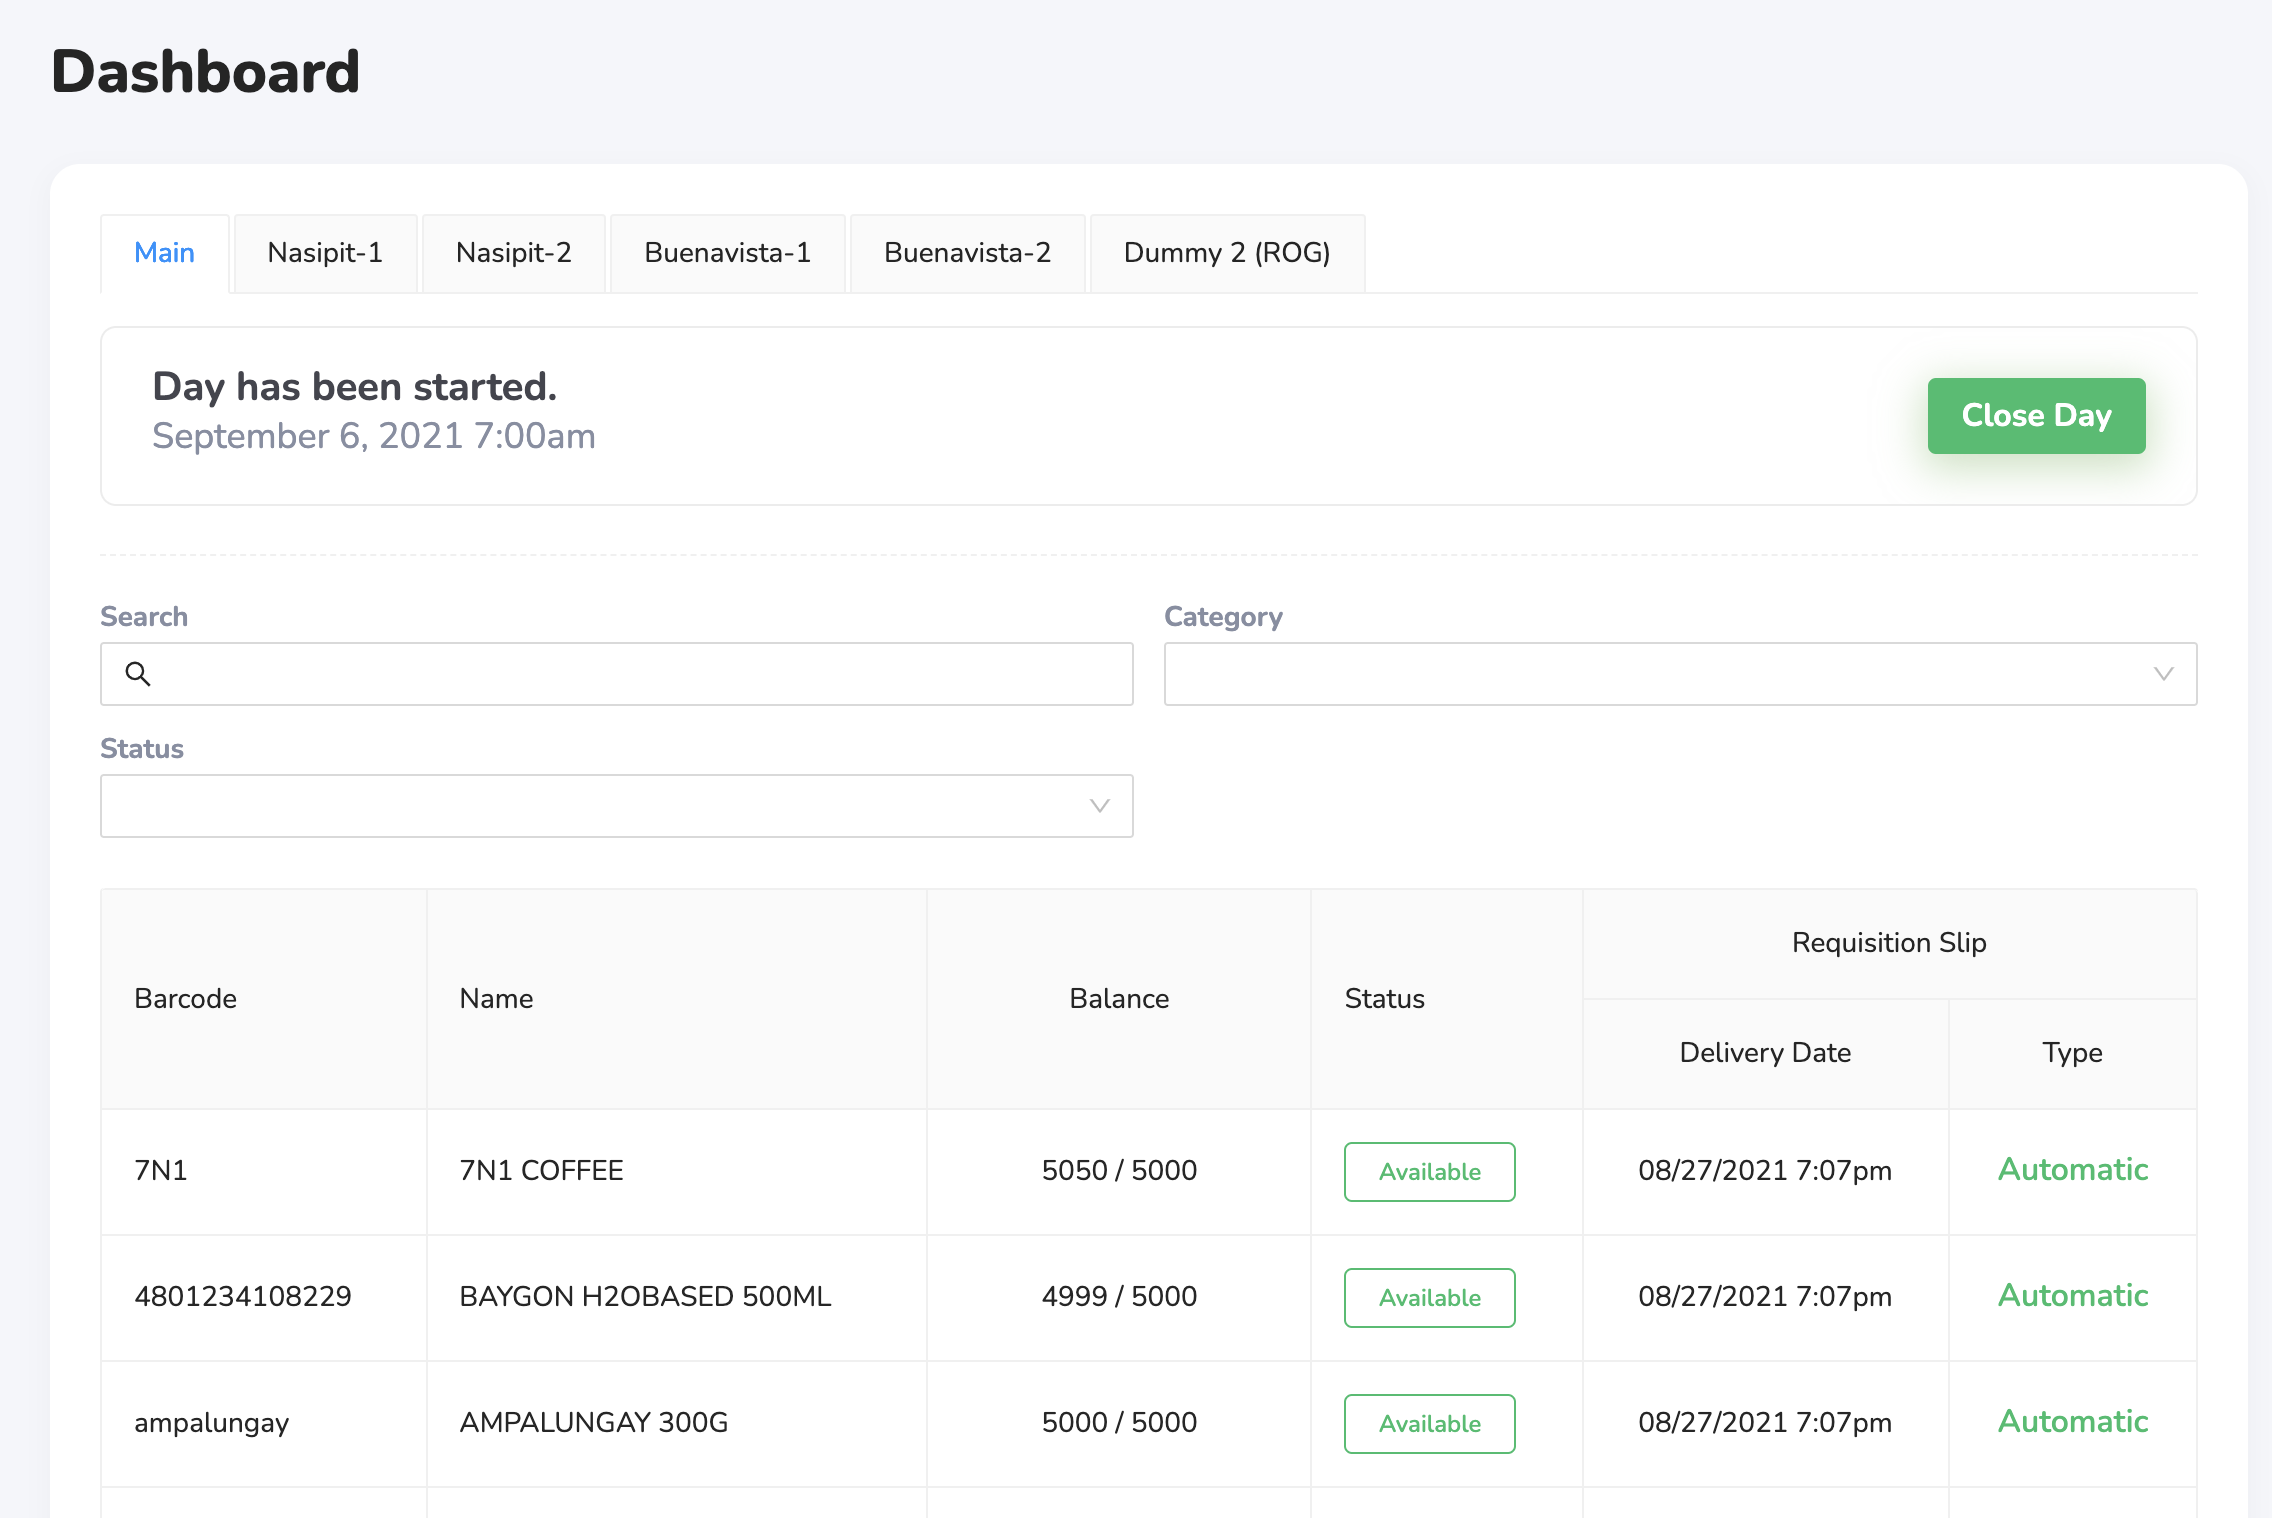 Dashboard
Main Nasipit-1 Nasipit-2 Buenavista-1 Buenavista-2 Dummy 2 (ROG)
Day has been started.
September 6, 2021 7:00am
Close Day
Search Category
Status
Barcode Name Balance Status Requisition Slip
Delivery Date Type
7N1 7N1 COFFEE 5050 / 5000 Available 08/27/2021 7:07pm Automatic
4801234108229 BAYGON H2OBASED 500ML 4999 / 5000 Available 08/27/2021 7:07pm Automatic
ampalungay AMPALUNGAY 300G 5000 / 5000 Available 08/27/2021 7:07pm Automatic